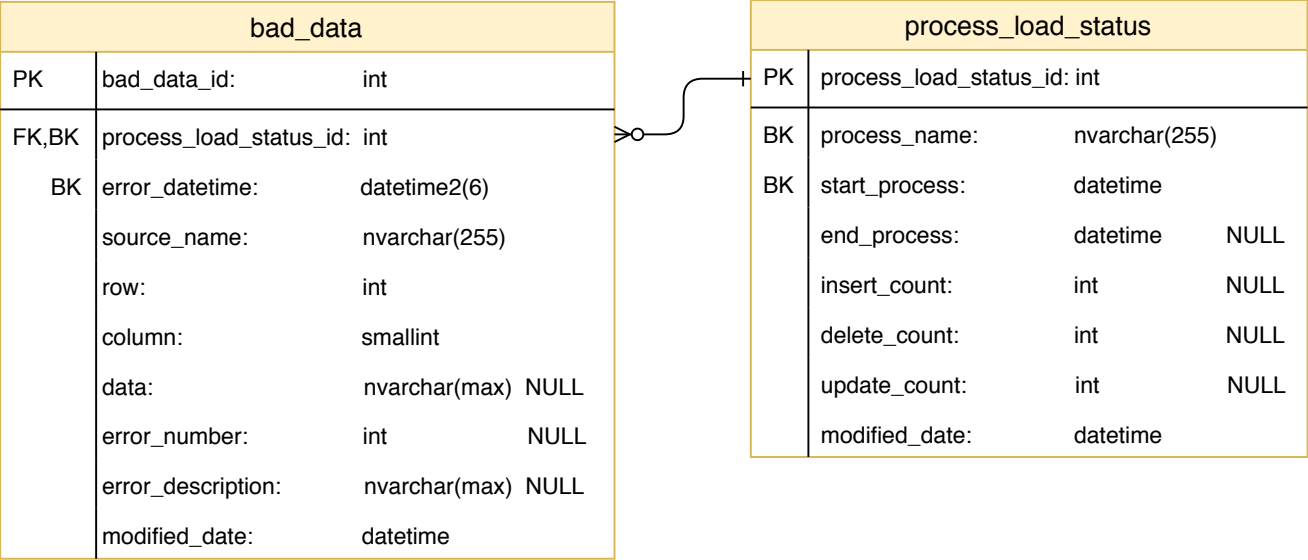 bad_data
PK bad_data_id: int
FK,BK process_load_status_id: int
BK error_datetime: datetime2(6)
source_name: nvarchar(255)
row: int
column: smallint
data: nvarchar(max) NULL
error_number: int NULL
error_description: nvarchar(max) NULL
modified_date: datetime
process_load_status
PK process_load_status_id: int
BK process_name: nvarchar(255)
BK start_process: datetime
end_process: datetime NULL
insert_count: int NULL
delete_count: int NULL
update_count: int NULL
modified_date: datetime